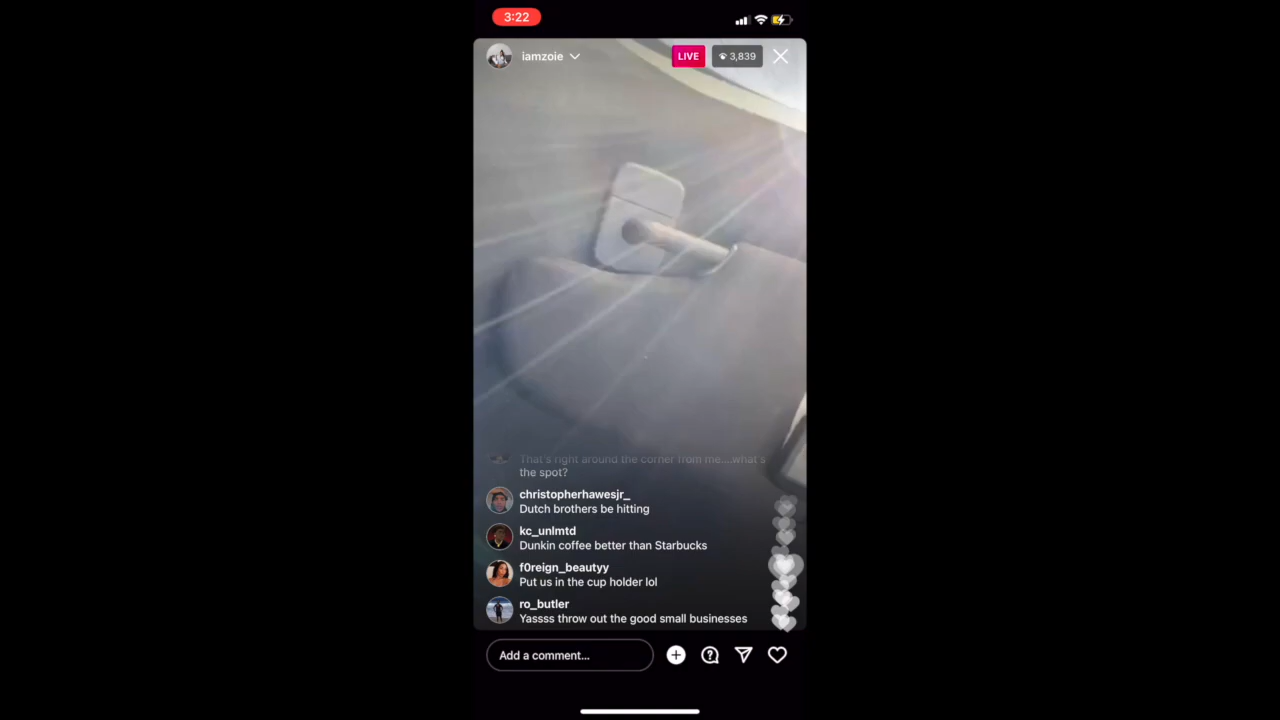 3:22
iamzoie
LIVE
3,839
That's right around the corner from me....what's
the spot?
christopherhawesjr_
Dutch brothers be hitting
kc_unlmtd
Dunkin coffee better than Starbucks
f0reign_beautyy
Put us in the cup holder lol
ro_butler
Yassss throw out the good small businesses
Add a comment...